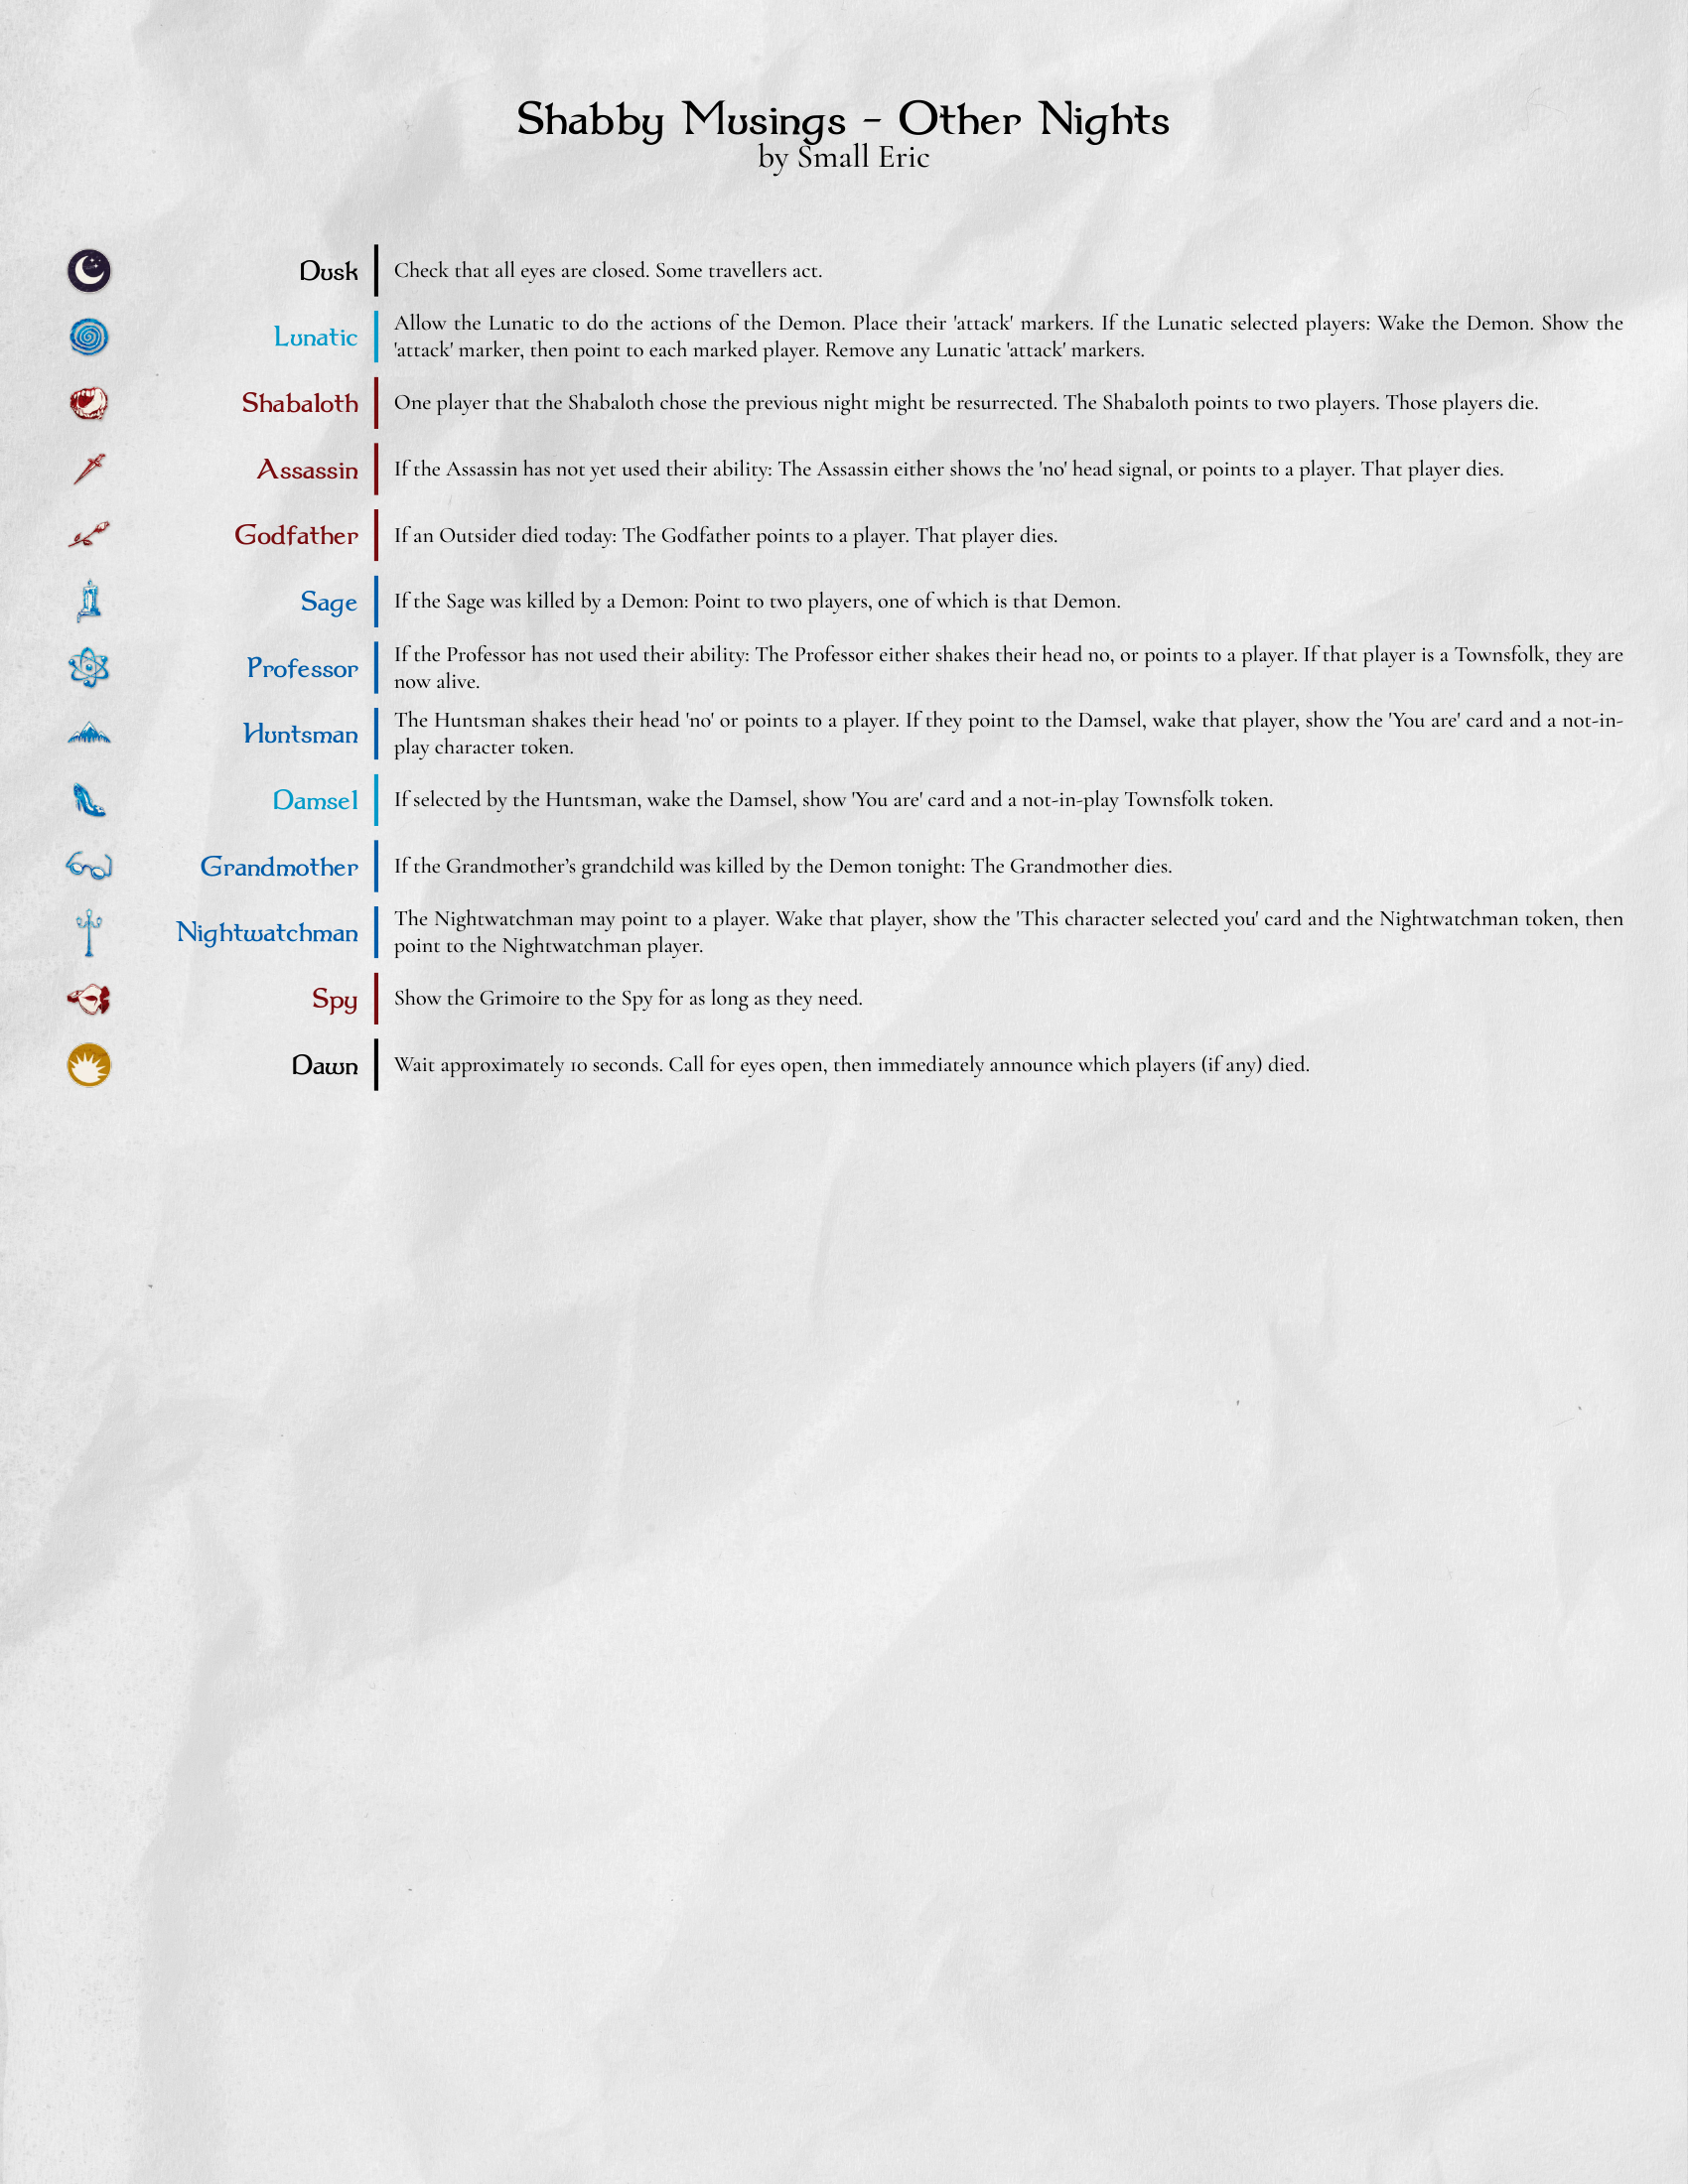 Shabby Musings - Other Nights
by Small Eric
Dusk
Check that all eyes are closed. Some travellers act.
Lunatic
Allow the Lunatic to do the actions of the Demon. Place their 'attack' markers. If the Lunatic selected players: Wake the Demon. Show the
'attack' marker, then point to each marked player. Remove any Lunatic 'attack' markers.
Shabaloth
One player that the Shabaloth chose the previous night might be resurrected. The Shabaloth points to two players. Those players die.
Assassin
If the Assassin has not yet used their ability: The Assassin either shows the 'no' head signal, or points to a player. That player dies.
Godfather
If an Outsider died today: The Godfather points to a player. That player dies.
Sage
If the Sage was killed by a Demon: Point to two players, one of which is that Demon.
Professor
If the Professor has not used their ability: The Professor either shakes their head no, or points to a player. If that player is a Townsfolk, they are
now alive.
Huntsman
The Huntsman shakes their head 'no' or points to a player. If they point to the Damsel, wake that player, show the 'You are' card and a not-in-
play character token.
Damsel
If selected by the Huntsman, wake the Damsel, show 'You are' card and a not-in-play Townsfolk token.
Grandmother
If the Grandmother’s grandchild was killed by the Demon tonight: The Grandmother dies.
Nightwatchman
The Nightwatchman may point to a player. Wake that player, show the 'This character selected you' card and the Nightwatchman token, then
point to the Nightwatchman player.
Spy
Show the Grimoire to the Spy for as long as they need.
Dawn
Wait approximately 10 seconds. Call for eyes open, then immediately announce which players (if any) died.